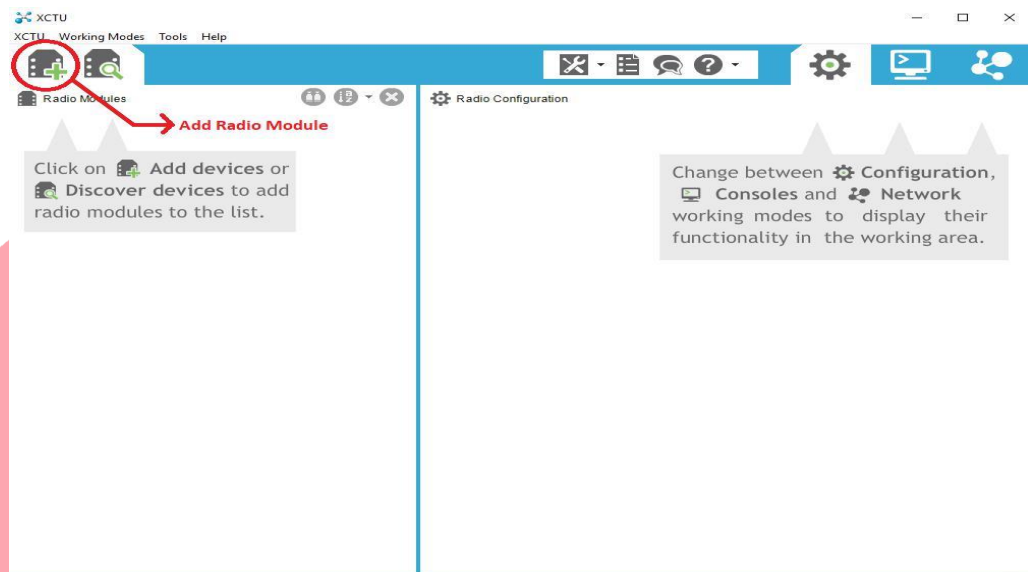 XCTU
XCTU Working Modes Tools Help
Radio Modules
Radio Configuration
Add Radio Module
Click on Add devices or
Discover devices to add
radio modules to the list.
Change between Configuration,
Consoles and Network
working modes to display their
functionality in the working area.